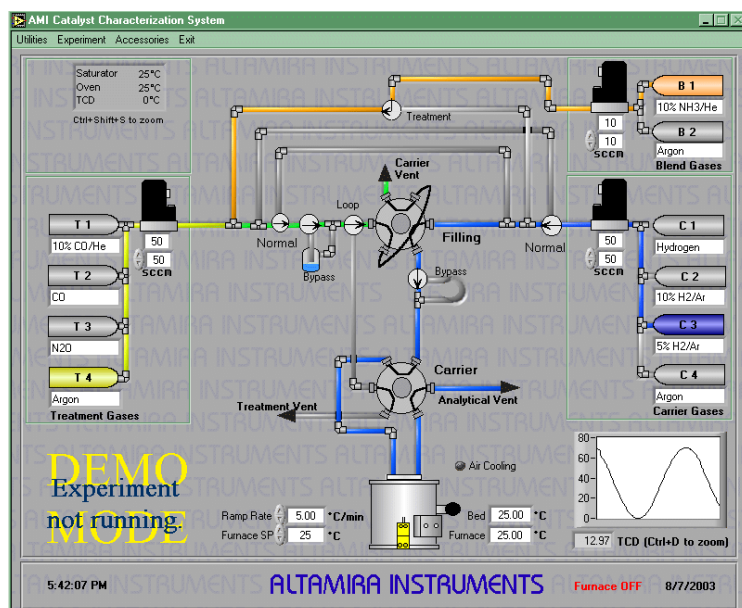 AMI Catalyst Characterization System
Utilities Experiment Accessories Exit
Saturator 25°C
Oven 25°C
TCD 0°C
Ctrl+Shift+S to zoom
Treatment
10
10
sccm
B 1
10% NH3/He
B 2
Argon
Blend Gases
Carrier
Vent
Loop
Normal
Bypass
Filling
Bypass
Normal
T 1
10% CO/He
T 2
CO
T 3
N2O
T 4
Argon
Treatment Gases
50
50
sccm
50
50
sccm
C 1
Hydrogen
C 2
10% H2/Ar
C 3
5% H2/Ar
C 4
Argon
Carrier Gases
Carrier
Analytical Vent
Treatment Vent
Air Cooling
DEMO
MODE
Experiment
not running.
Ramp Rate 5.00 °C/min
Furnace SP 25 °C
Bed 25.00 °C
Furnace 25.00 °C
80
60
40
20
0
12.97 TCD (Ctrl+D to zoom)
5:42:07 PM
ALTAMIRA INSTRUMENTS
Furnace OFF 8/7/2003